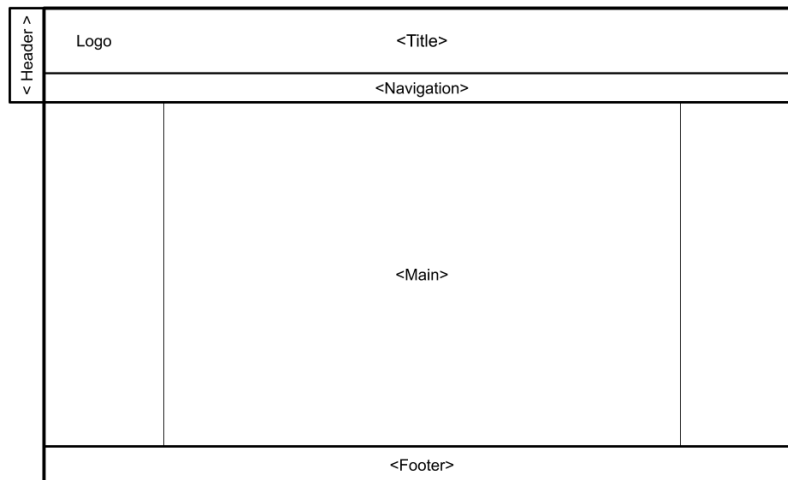 < Header >
Logo
<Title>
<Navigation>
<Main>
<Footer>